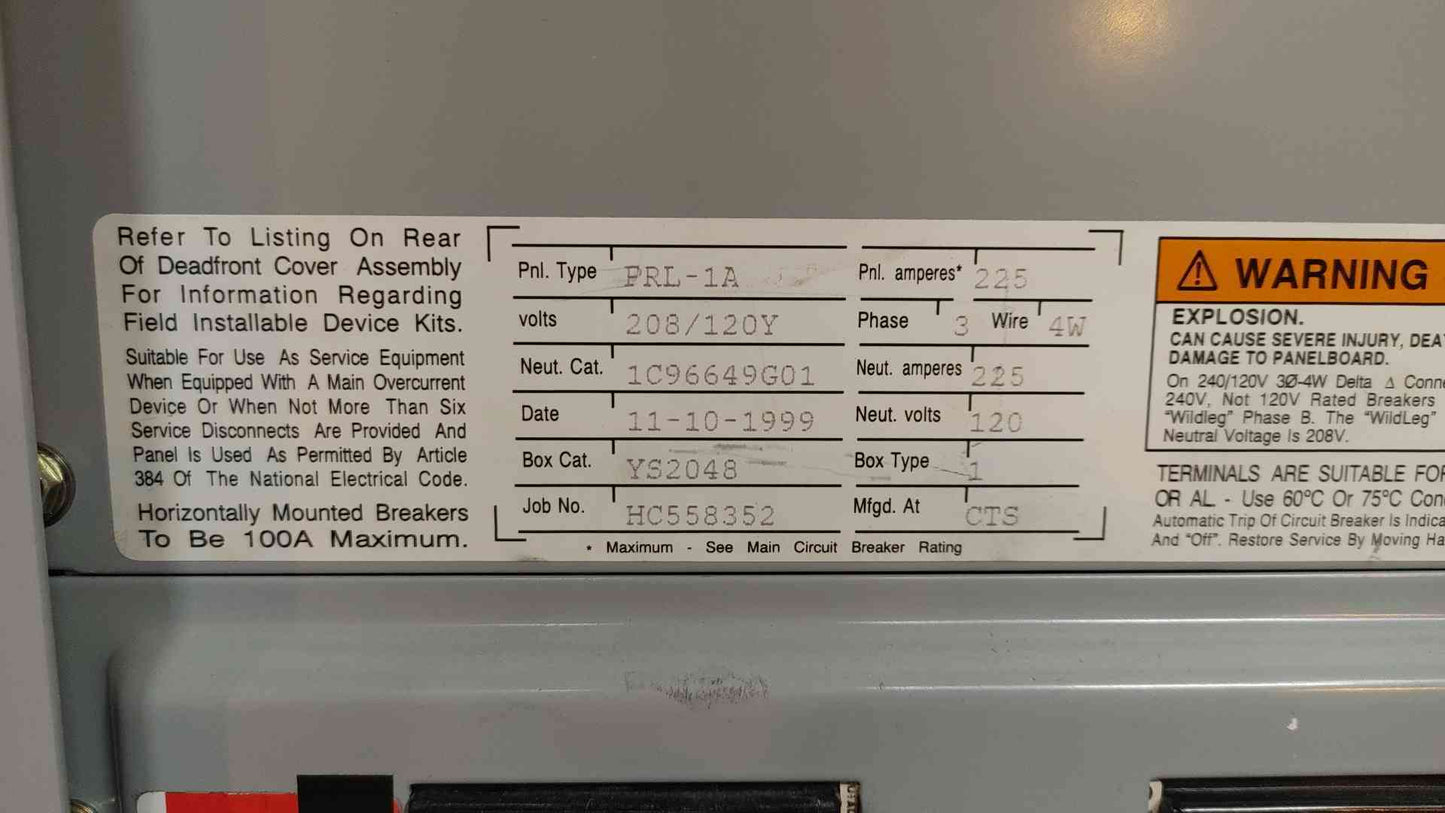 Refer To Listing On Rear
Of Deadfront Cover Assembly
For Information Regarding
Field Installable Device Kits.
Suitable For Use As Service Equipment
When Equipped With A Main Overcurrent
Device Or When Not More Than Six
Service Disconnects Are Provided And
Panel Is Used As Permitted By Article
384 Of The National Electrical Code.
Horizontally Mounted Breakers
To Be 100A Maximum.
Pnl. Type PRL-1A Pnl. amperes* 225
volts 208/120Y Phase 3 Wire 4W
Neut. Cat. 1C96649G01 Neut. amperes 225
Date 11-10-1999 Neut. volts 120
Box Cat. YS2048 Box Type 1
Job No. HC558352 Mfgd. At CTS
* Maximum - See Main Circuit Breaker Rating
WARNING
EXPLOSION.
CAN CAUSE SEVERE INJURY,
DAMAGE TO PANELBOARD.
On 240/120V 3Ø-4W Delta Δ
240V, Not 120V Rated Breakers
"Wildleg" Phase B. The "WildLeg"
Neutral Voltage Is 208V.
TERMINALS ARE SUITABLE
OR AL - Use 60°C Or 75°C
Automatic Trip Of Circuit Breaker Is
And "Off". Restore Service By Moving